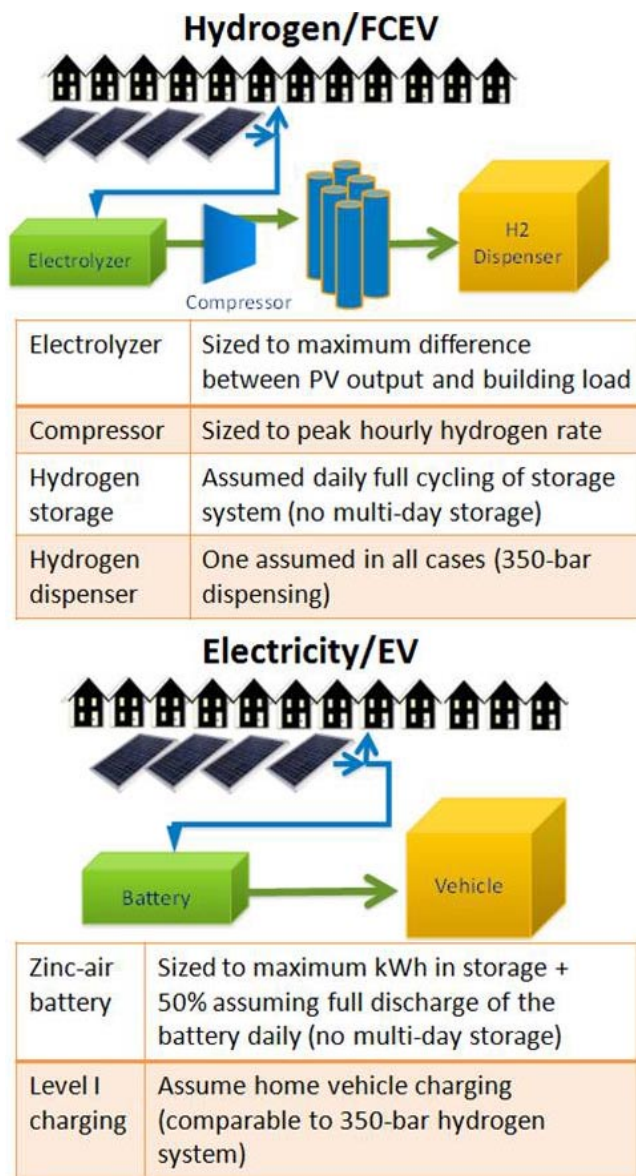 Hydrogen/FCEV
Electrolyzer
Compressor
H2
Dispenser
Electrolyzer
Sized to maximum difference
between PV output and building load
Compressor
Sized to peak hourly hydrogen rate
Hydrogen
storage
Assumed daily full cycling of storage
system (no multi-day storage)
Hydrogen
dispenser
One assumed in all cases (350-bar
dispensing)
Electricity/EV
Battery
Vehicle
Zinc-air
battery
Sized to maximum kWh in storage +
50% assuming full discharge of the
battery daily (no multi-day storage)
Level I
charging
Assume home vehicle charging
(comparable to 350-bar hydrogen
system)